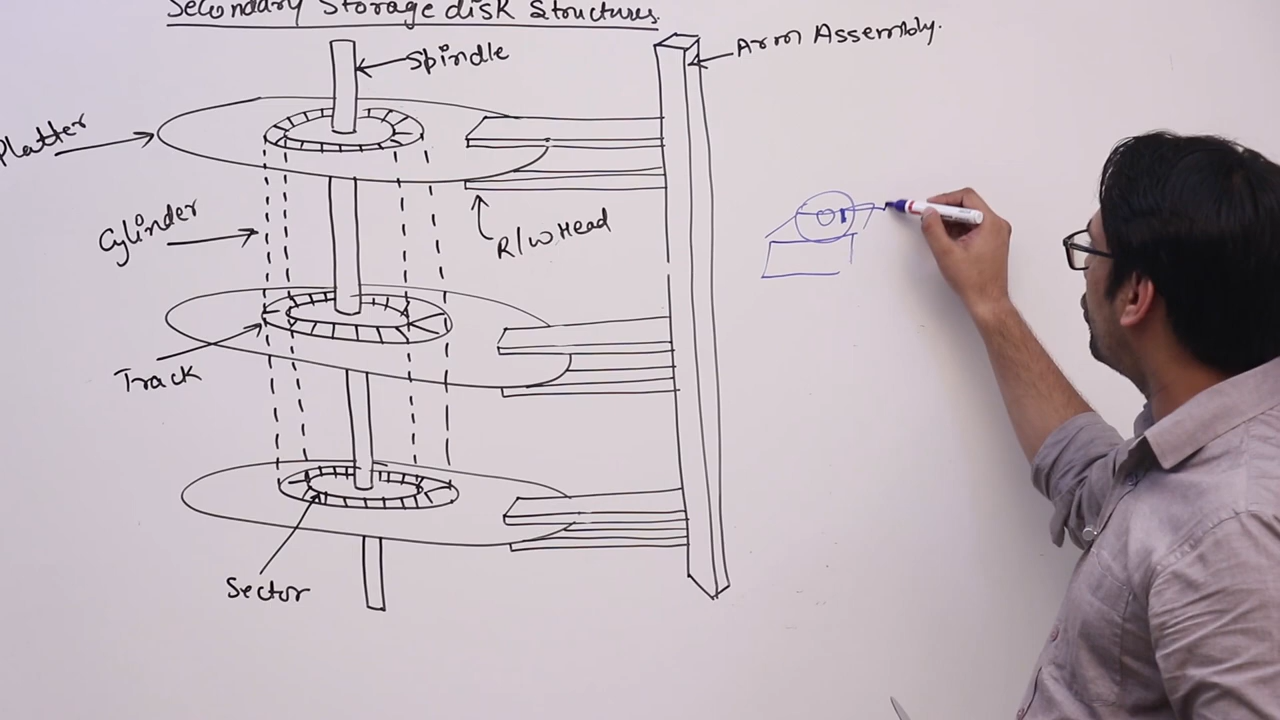 Secondary Storage disk Structures.
Spindle
Arm Assembly.
Platter
Cylinder
R/W Head
Track
Sector